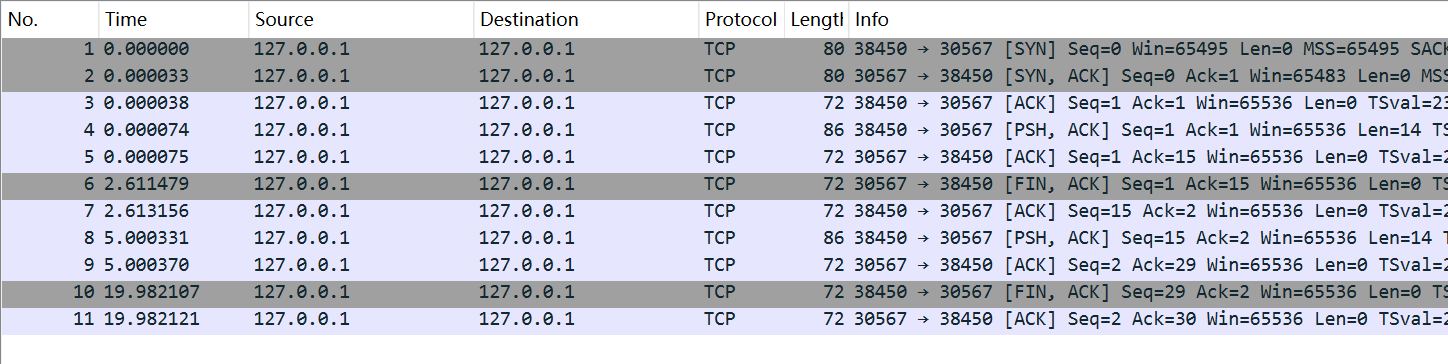 No. Time Source Destination Protocol Length Info
1 0.000000 127.0.0.1 127.0.0.1 TCP 80 38450 → 30567 [SYN] Seq=0 Win=65495 Len=0 MSS=65495 SACK
2 0.000033 127.0.0.1 127.0.0.1 TCP 80 30567 → 38450 [SYN, ACK] Seq=0 Ack=1 Win=65483 Len=0 MSS
3 0.000038 127.0.0.1 127.0.0.1 TCP 72 38450 → 30567 [ACK] Seq=1 Ack=1 Win=65536 Len=0 TSval=23
4 0.000074 127.0.0.1 127.0.0.1 TCP 86 38450 → 30567 [PSH, ACK] Seq=1 Ack=1 Win=65536 Len=14 TS
5 0.000075 127.0.0.1 127.0.0.1 TCP 72 30567 → 38450 [ACK] Seq=1 Ack=15 Win=65536 Len=0 TSval=2
6 2.611479 127.0.0.1 127.0.0.1 TCP 72 30567 → 38450 [FIN, ACK] Seq=1 Ack=15 Win=65536 Len=0 TS
7 2.613156 127.0.0.1 127.0.0.1 TCP 72 38450 → 30567 [ACK] Seq=15 Ack=2 Win=65536 Len=0 TSval=2
8 5.000331 127.0.0.1 127.0.0.1 TCP 86 38450 → 30567 [PSH, ACK] Seq=15 Ack=2 Win=65536 Len=14 T
9 5.000370 127.0.0.1 127.0.0.1 TCP 72 30567 → 38450 [ACK] Seq=2 Ack=29 Win=65536 Len=0 TSval=2
10 19.982107 127.0.0.1 127.0.0.1 TCP 72 38450 → 30567 [FIN, ACK] Seq=29 Ack=2 Win=65536 Len=0 TS
11 19.982121 127.0.0.1 127.0.0.1 TCP 72 30567 → 38450 [ACK] Seq=2 Ack=30 Win=65536 Len=0 TSval=2